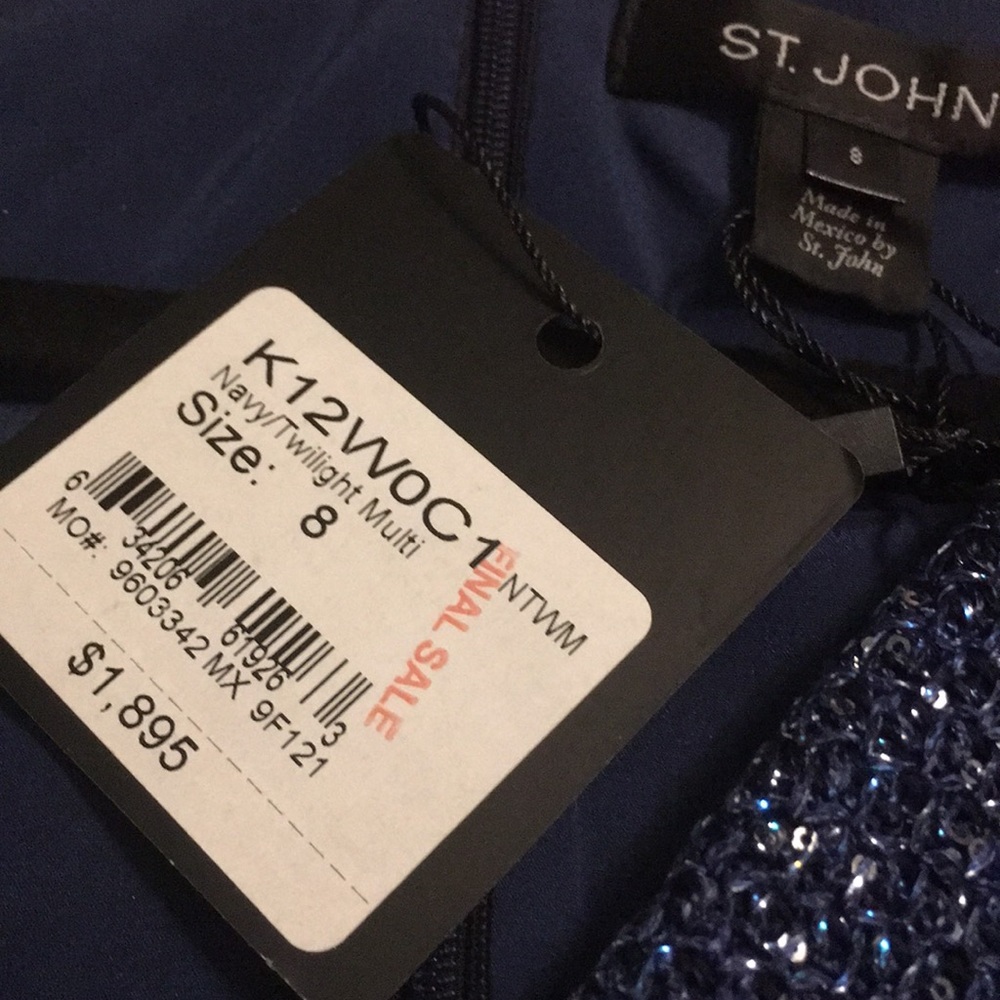 ST. JOHN
8
Made in
Mexico by
St. John
K12W0C1
Navy/Twilight Multi NTWM
Size: 8
6 34206 61926 3
MO#: 9603342 MX 9F121
FINAL SALE
$1,895